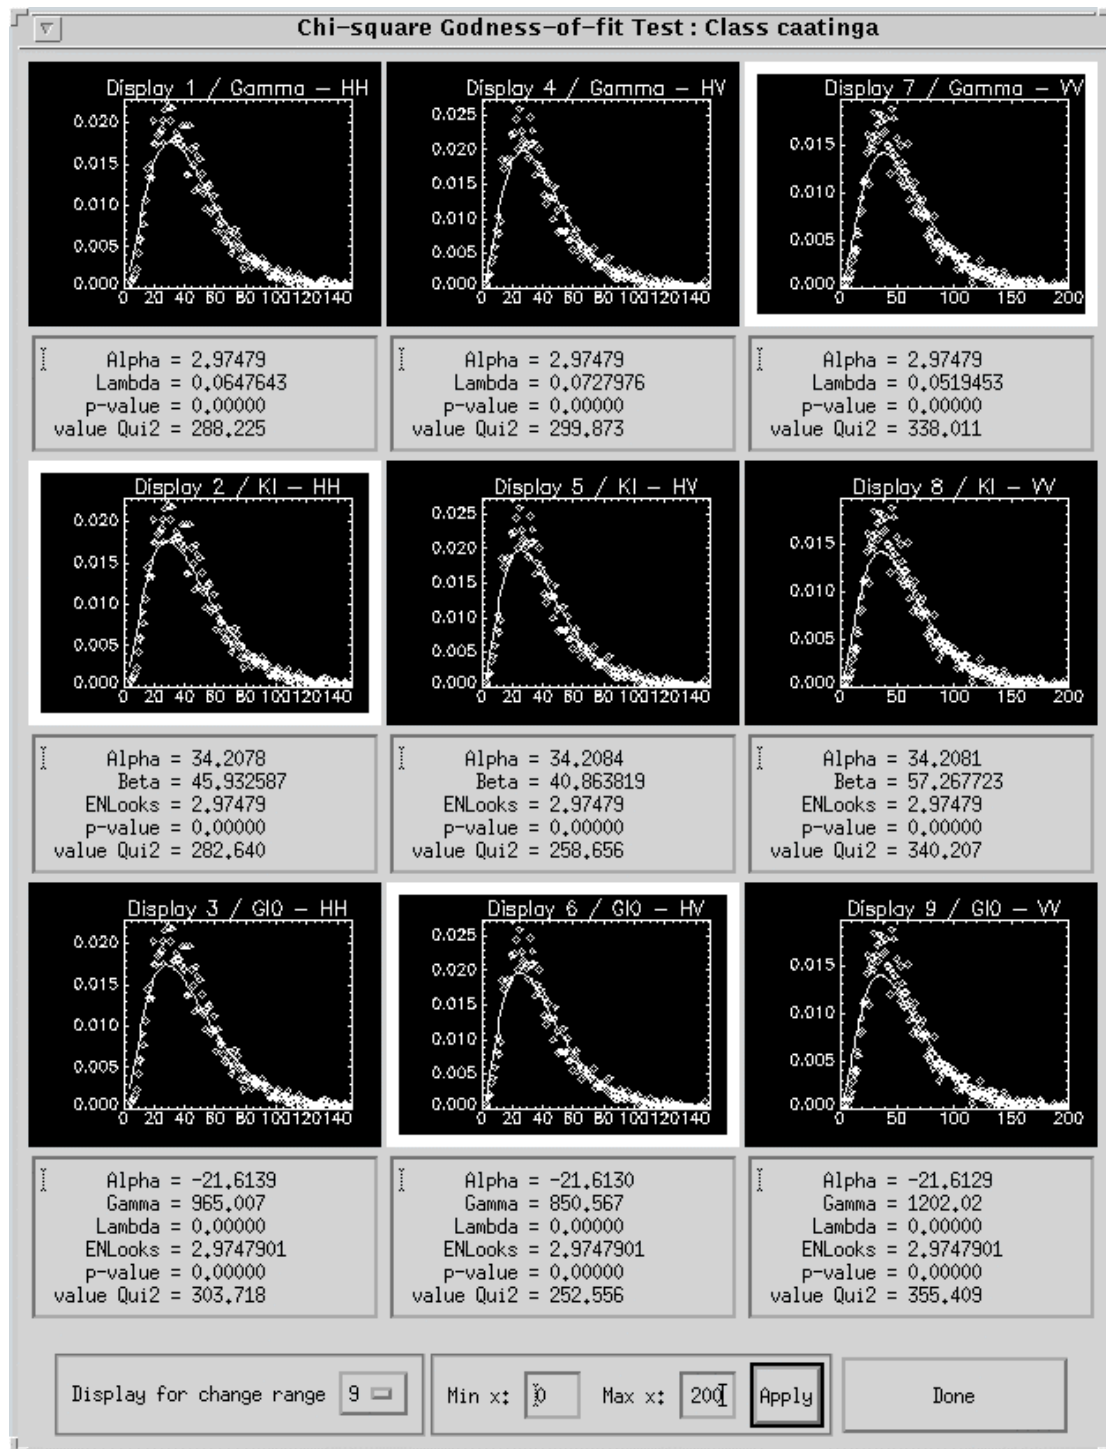 Chi-square Godness-of-fit Test : Class caatinga
Display 1 / Gamma - HH
0.020
0.015
0.010
0.005
0.000
0 20 40 60 80 100120140
Display 4 / Gamma - HV
0.025
0.020
0.015
0.010
0.005
0.000
0 20 40 60 80 100120140
Display 7 / Gamma - VV
0.015
0.010
0.005
0.000
0 50 100 150 200
Alpha = 2.97479
Lambda = 0.0647643
p-value = 0.00000
value Qui2 = 288.225
Alpha = 2.97479
Lambda = 0.0727976
p-value = 0.00000
value Qui2 = 299.873
Alpha = 2.97479
Lambda = 0.0519453
p-value = 0.00000
value Qui2 = 338.011
Display 2 / KI - HH
0.020
0.015
0.010
0.005
0.000
0 20 40 60 80 100120140
Display 5 / KI - HV
0.025
0.020
0.015
0.010
0.005
0.000
0 20 40 60 80 100120140
Display 8 / KI - VV
0.015
0.010
0.005
0.000
0 50 100 150 200
Alpha = 34.2078
Beta = 45.932587
ENLooks = 2.97479
p-value = 0.00000
value Qui2 = 282.640
Alpha = 34.2084
Beta = 40.863819
ENLooks = 2.97479
p-value = 0.00000
value Qui2 = 258.656
Alpha = 34.2081
Beta = 57.267723
ENLooks = 2.97479
p-value = 0.00000
value Qui2 = 340.207
Display 3 / GI0 - HH
0.020
0.015
0.010
0.005
0.000
0 20 40 60 80 100120140
Display 6 / GI0 - HV
0.025
0.020
0.015
0.010
0.005
0.000
0 20 40 60 80 100120140
Display 9 / GI0 - VV
0.015
0.010
0.005
0.000
0 50 100 150 200
Alpha = -21.6139
Gamma = 965.007
Lambda = 0.00000
ENLooks = 2.9747901
p-value = 0.00000
value Qui2 = 303.718
Alpha = -21.6130
Gamma = 850.567
Lambda = 0.00000
ENLooks = 2.9747901
p-value = 0.00000
value Qui2 = 252.556
Alpha = -21.6129
Gamma = 1202.02
Lambda = 0.00000
ENLooks = 2.9747901
p-value = 0.00000
value Qui2 = 355.409
Display for change range 9 Min x: 0 Max x: 200 Apply Done